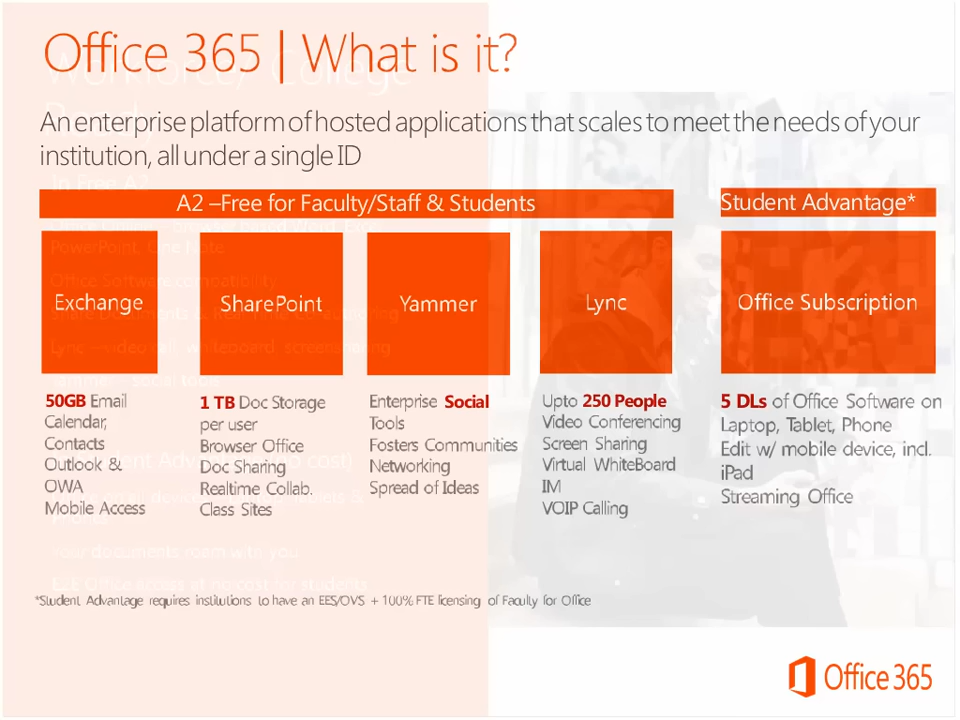 Office 365 | What is it?
An enterprise platform of hosted applications that scales to meet the needs of your
institution, all under a single ID
A2 –Free for Faculty/Staff & Students
Student Advantage*
Exchange
SharePoint
Yammer
Lync
Office Subscription
50GB Email
Calendar,
Contacts
Outlook &
OWA
Mobile Access
1 TB Doc Storage
per user
Browser Office
Doc Sharing
Realtime Collab.
Class Sites
Enterprise Social
Tools
Fosters Communities
Networking
Spread of Ideas
Upto 250 People
Video Conferencing
Screen Sharing
Virtual WhiteBoard
IM
VOIP Calling
5 DLs of Office Software on
Laptop, Tablet, Phone
Edit w/ mobile device, incl.
iPad
Streaming Office
*Student Advantage requires institutions to have an EES/OVS + 100% FTE licensing of Faculty for Office
Office 365